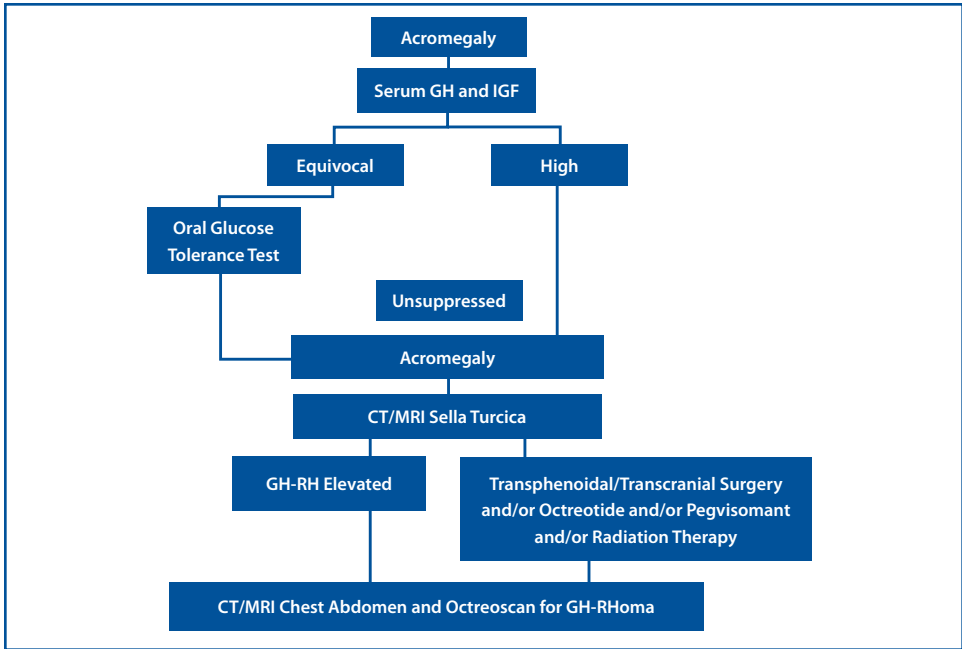 Acromegaly
Serum GH and IGF
Equivocal
High
Oral Glucose
Tolerance Test
Unsuppressed
Acromegaly
CT/MRI Sella Turcica
GH-RH Elevated
Transphenoidal/Transcranial Surgery
and/or Octreotide and/or Pegvisomant
and/or Radiation Therapy
CT/MRI Chest Abdomen and Octreoscan for GH-RHoma